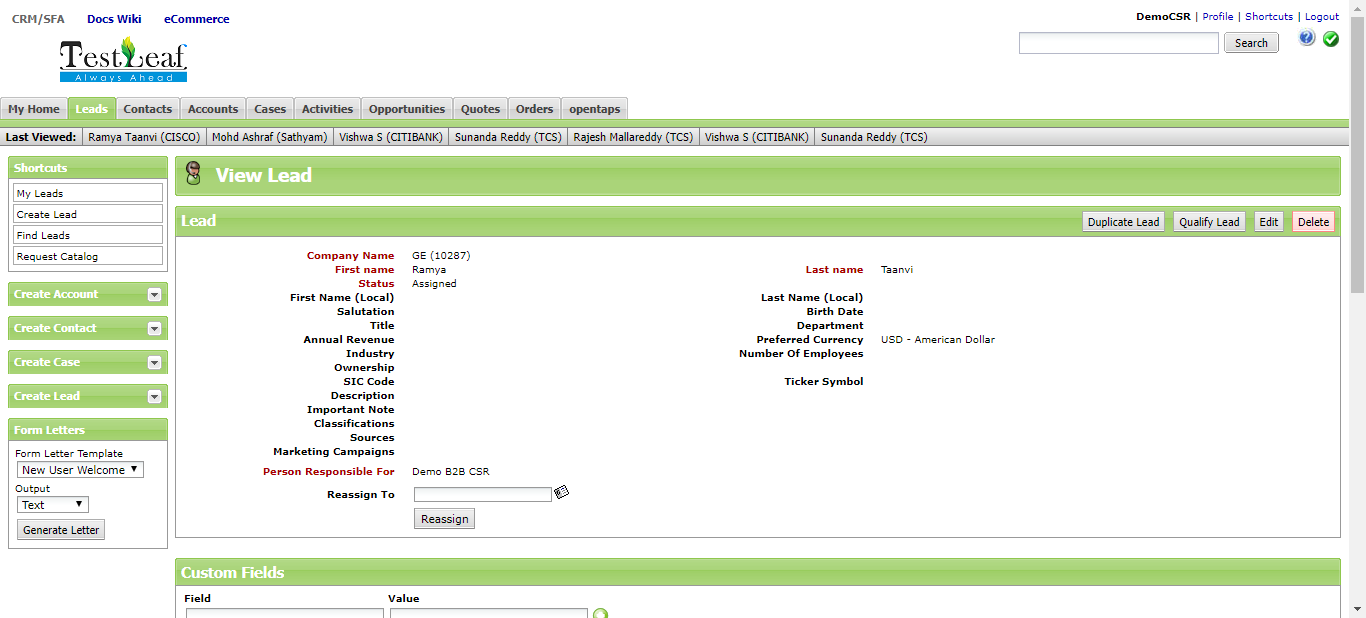 CRM/SFA Docs Wiki eCommerce
DemoCSR | Profile | Shortcuts | Logout
Search
TestLeaf
Always Ahead
My Home Leads Contacts Accounts Cases Activities Opportunities Quotes Orders opentaps
Last Viewed: Ramya Taanvi (CISCO) Mohd Ashraf (Sathyam) Vishwa S (CITIBANK) Sunanda Reddy (TCS) Rajesh Mallareddy (TCS) Vishwa S (CITIBANK) Sunanda Reddy (TCS)
Shortcuts
My Leads
Create Lead
Find Leads
Request Catalog
Create Account
Create Contact
Create Case
Create Lead
Form Letters
Form Letter Template
New User Welcome
Output
Text
Generate Letter
View Lead
Lead Duplicate Lead Qualify Lead Edit Delete
Company Name GE (10287)
First name Ramya Last name Taanvi
Status Assigned
First Name (Local) Last Name (Local)
Salutation Birth Date
Title Department
Annual Revenue Preferred Currency USD - American Dollar
Industry Number Of Employees
Ownership
SIC Code Ticker Symbol
Description
Important Note
Classifications
Sources
Marketing Campaigns
Person Responsible For Demo B2B CSR
Reassign To
Reassign
Custom Fields
Field Value